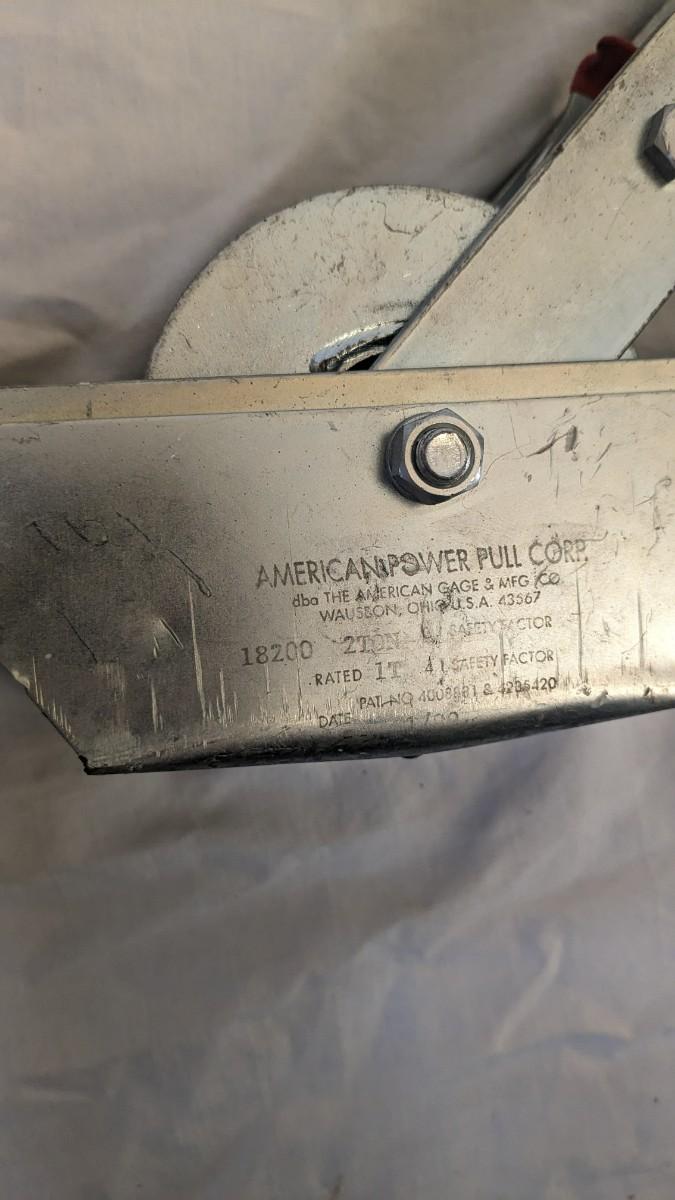 AMERICAN POWER PULL CORP.
dba THE AMERICAN GAGE & MFG CO
WAUSEON, OHIO U.S.A. 43567
18200 2TON SAFETY FACTOR
RATED 1T 4 SAFETY FACTOR
PAT. NO 4008881 & 4235420
DATE